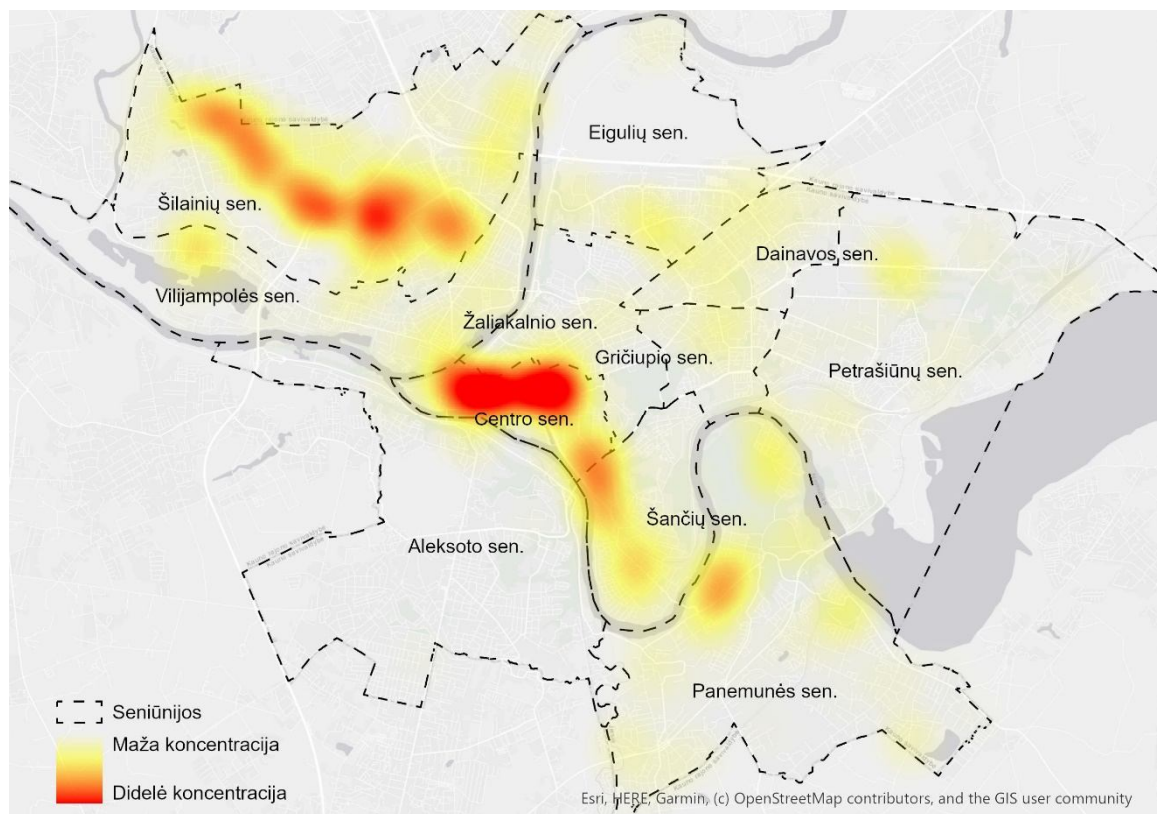 Eigulių sen.
Šilainių sen.
Dainavos sen.
Vilijampolės sen.
Žaliakalnio sen.
Gričiupio sen.
Petrašiūnų sen.
Centro sen.
Šančių sen.
Aleksoto sen.
Panemunės sen.
Seniūnijos
Maža koncentracija
Didelė koncentracija
Esri, HERE, Garmin, (c) OpenStreetMap contributors, and the GIS user community